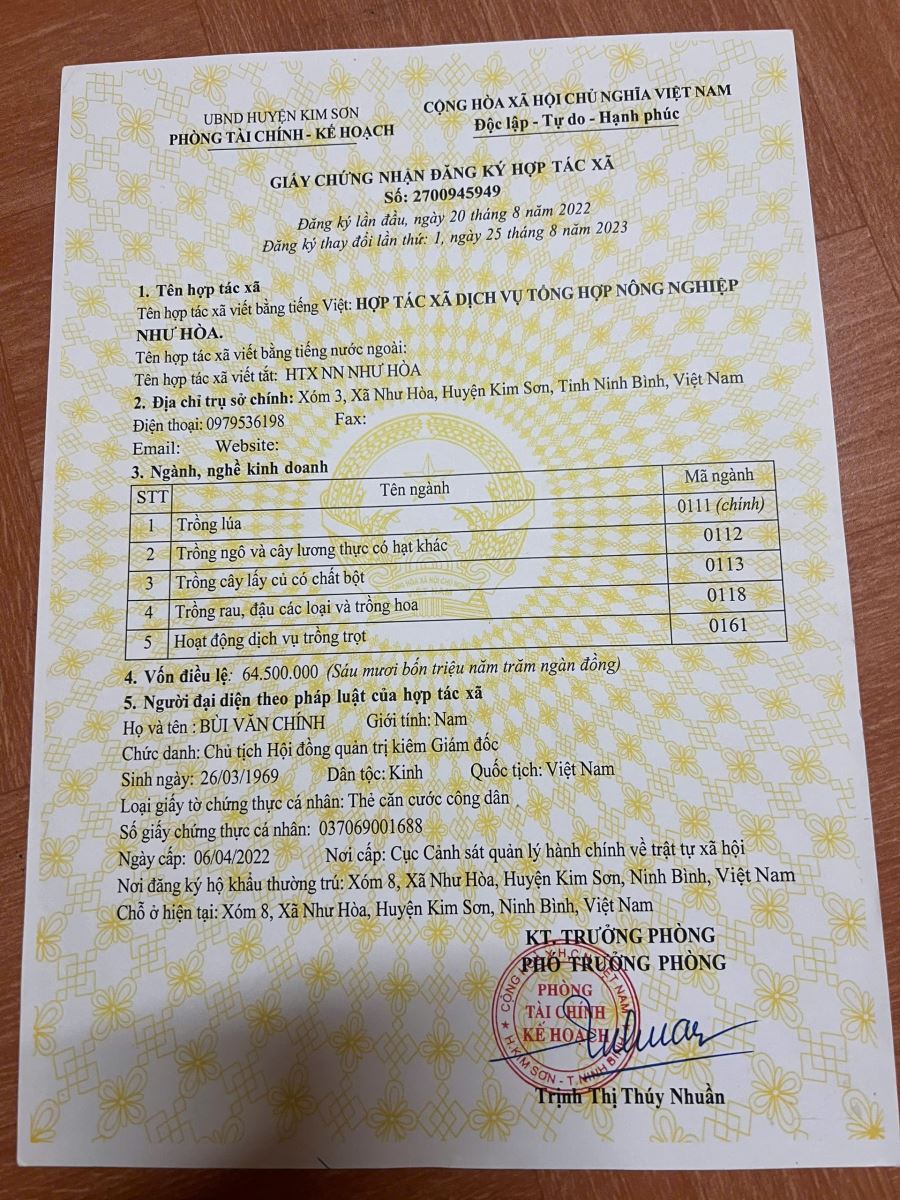 UBND HUYỆN KIM SƠN
PHÒNG TÀI CHÍNH - KẾ HOẠCH
CỘNG HÒA XÃ HỘI CHỦ NGHĨA VIỆT NAM
Độc lập - Tự do - Hạnh phúc
GIẤY CHỨNG NHẬN ĐĂNG KÝ HỢP TÁC XÃ
Số: 2700945949
Đăng ký lần đầu, ngày 20 tháng 8 năm 2022
Đăng ký thay đổi lần thứ: 1, ngày 25 tháng 8 năm 2023
1. Tên hợp tác xã
Tên hợp tác xã viết bằng tiếng Việt: HỢP TÁC XÃ DỊCH VỤ TỔNG HỢP NÔNG NGHIỆP
NHƯ HÒA.
Tên hợp tác xã viết bằng tiếng nước ngoài:
Tên hợp tác xã viết tắt: HTX NN NHƯ HÒA
2. Địa chỉ trụ sở chính: Xóm 3, Xã Như Hòa, Huyện Kim Sơn, Tỉnh Ninh Bình, Việt Nam
Điện thoại: 0979536198 Fax:
Email: Website:
3. Ngành, nghề kinh doanh
STT Tên ngành Mã ngành
1 Trồng lúa 0111 (chính)
2 Trồng ngô và cây lương thực có hạt khác 0112
3 Trồng cây lấy củ có chất bột 0113
4 Trồng rau, đậu các loại và trồng hoa 0118
5 Hoạt động dịch vụ trồng trọt 0161
4. Vốn điều lệ: 64.500.000 (Sáu mươi bốn triệu năm trăm ngàn đồng)
5. Người đại diện theo pháp luật của hợp tác xã
Họ và tên : BÙI VĂN CHÍNH Giới tính: Nam
Chức danh: Chủ tịch Hội đồng quản trị kiêm Giám đốc
Sinh ngày: 26/03/1969 Dân tộc: Kinh Quốc tịch: Việt Nam
Loại giấy tờ chứng thực cá nhân: Thẻ căn cước công dân
Số giấy chứng thực cá nhân: 037069001688
Ngày cấp: 06/04/2022 Nơi cấp: Cục Cảnh sát quản lý hành chính về trật tự xã hội
Nơi đăng ký hộ khẩu thường trú: Xóm 8, Xã Như Hòa, Huyện Kim Sơn, Ninh Bình, Việt Nam
Chỗ ở hiện tại: Xóm 8, Xã Như Hòa, Huyện Kim Sơn, Ninh Bình, Việt Nam
KT. TRƯỞNG PHÒNG
PHÓ TRƯỞNG PHÒNG
PHÒNG
TÀI CHÍNH
KẾ HOẠCH
H.KIM SƠN - T.NINH BÌNH
Trịnh Thị Thúy Nhuần